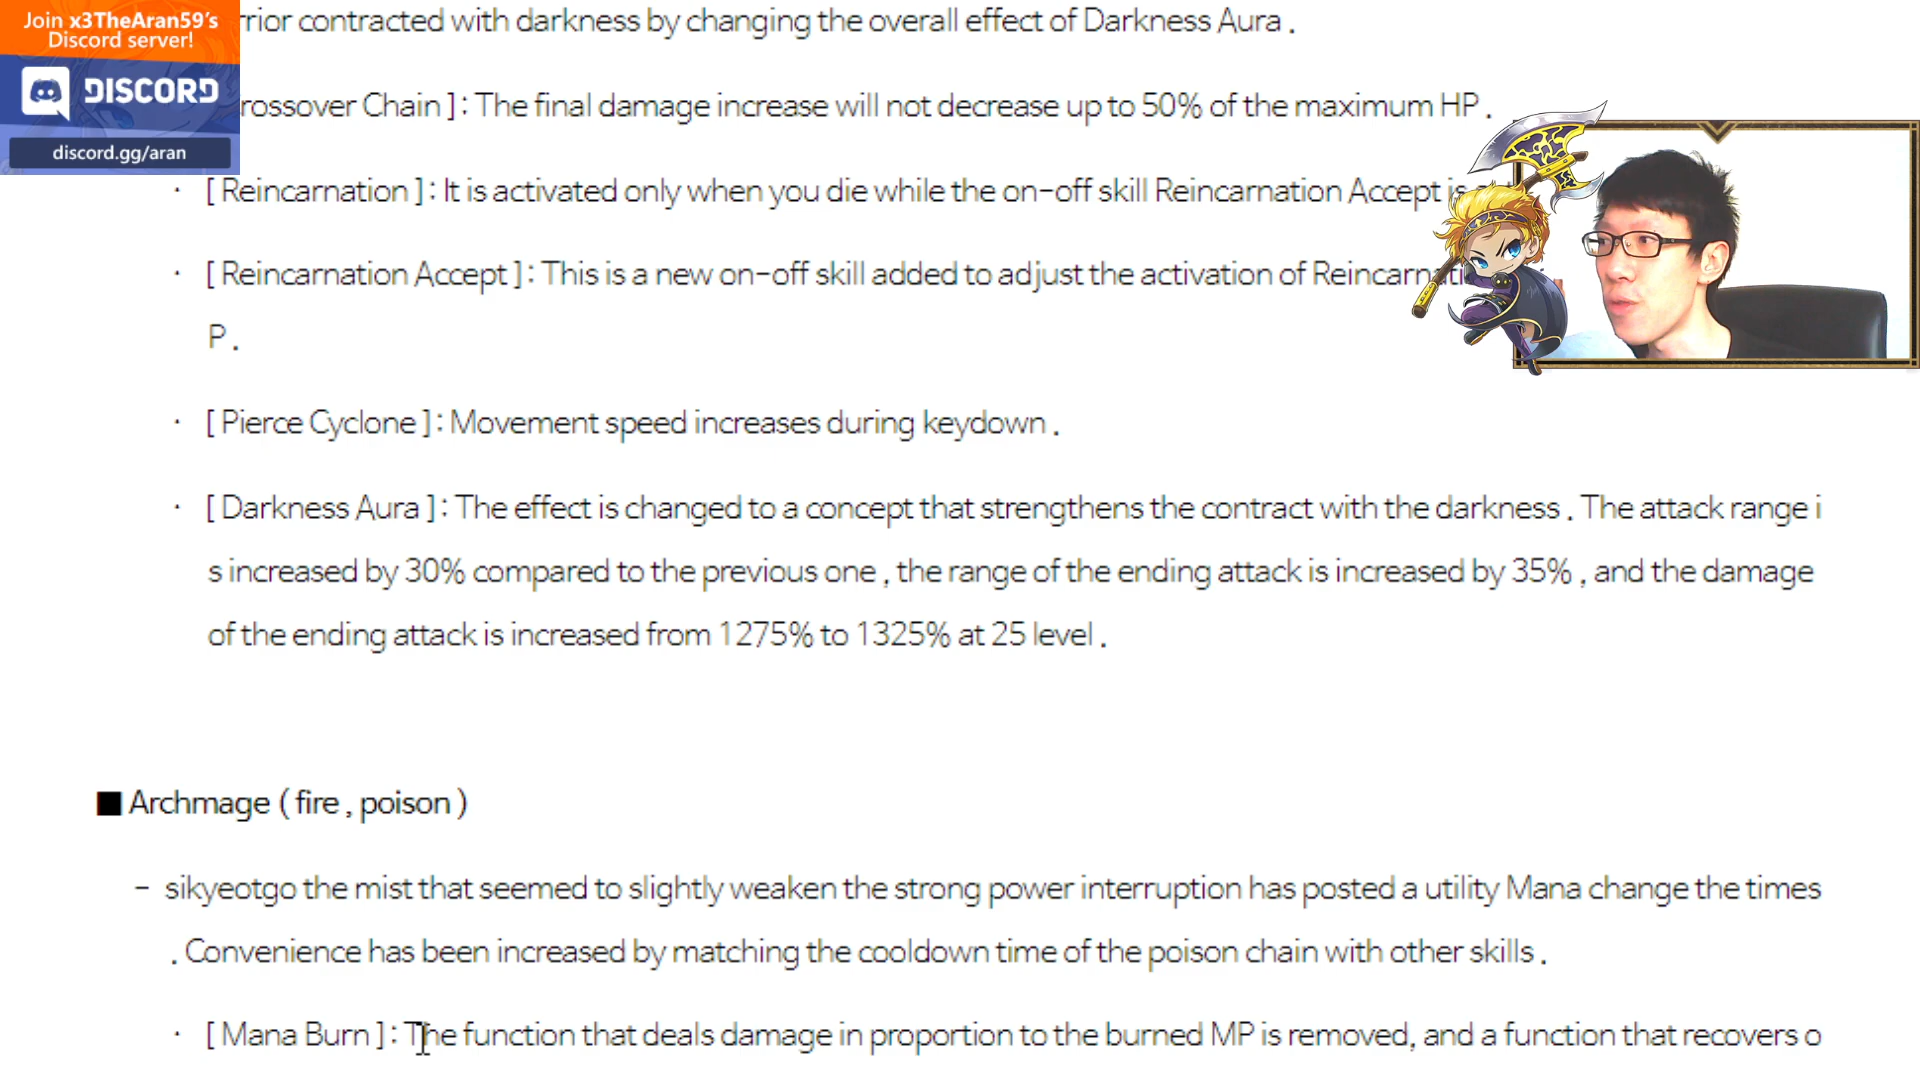 Join x3TheAran59's
Discord server!
DISCORD
discord.gg/aran
rrior contracted with darkness by changing the overall effect of Darkness Aura .
rossover Chain ] : The final damage increase will not decrease up to 50% of the maximum HP .
· [ Reincarnation ] : It is activated only when you die while the on-off skill Reincarnation Accept is
· [ Reincarnation Accept ] : This is a new on-off skill added to adjust the activation of
P .
· [ Pierce Cyclone ] : Movement speed increases during keydown .
· [ Darkness Aura ] : The effect is changed to a concept that strengthens the contract with the darkness . The attack range i
s increased by 30% compared to the previous one , the range of the ending attack is increased by 35% , and the damage
of the ending attack is increased from 1275% to 1325% at 25 level .
■ Archmage ( fire , poison )
- sikyeotgo the mist that seemed to slightly weaken the strong power interruption has posted a utility Mana change the times
. Convenience has been increased by matching the cooldown time of the poison chain with other skills .
· [ Mana Burn ] : The function that deals damage in proportion to the burned MP is removed, and a function that recovers o